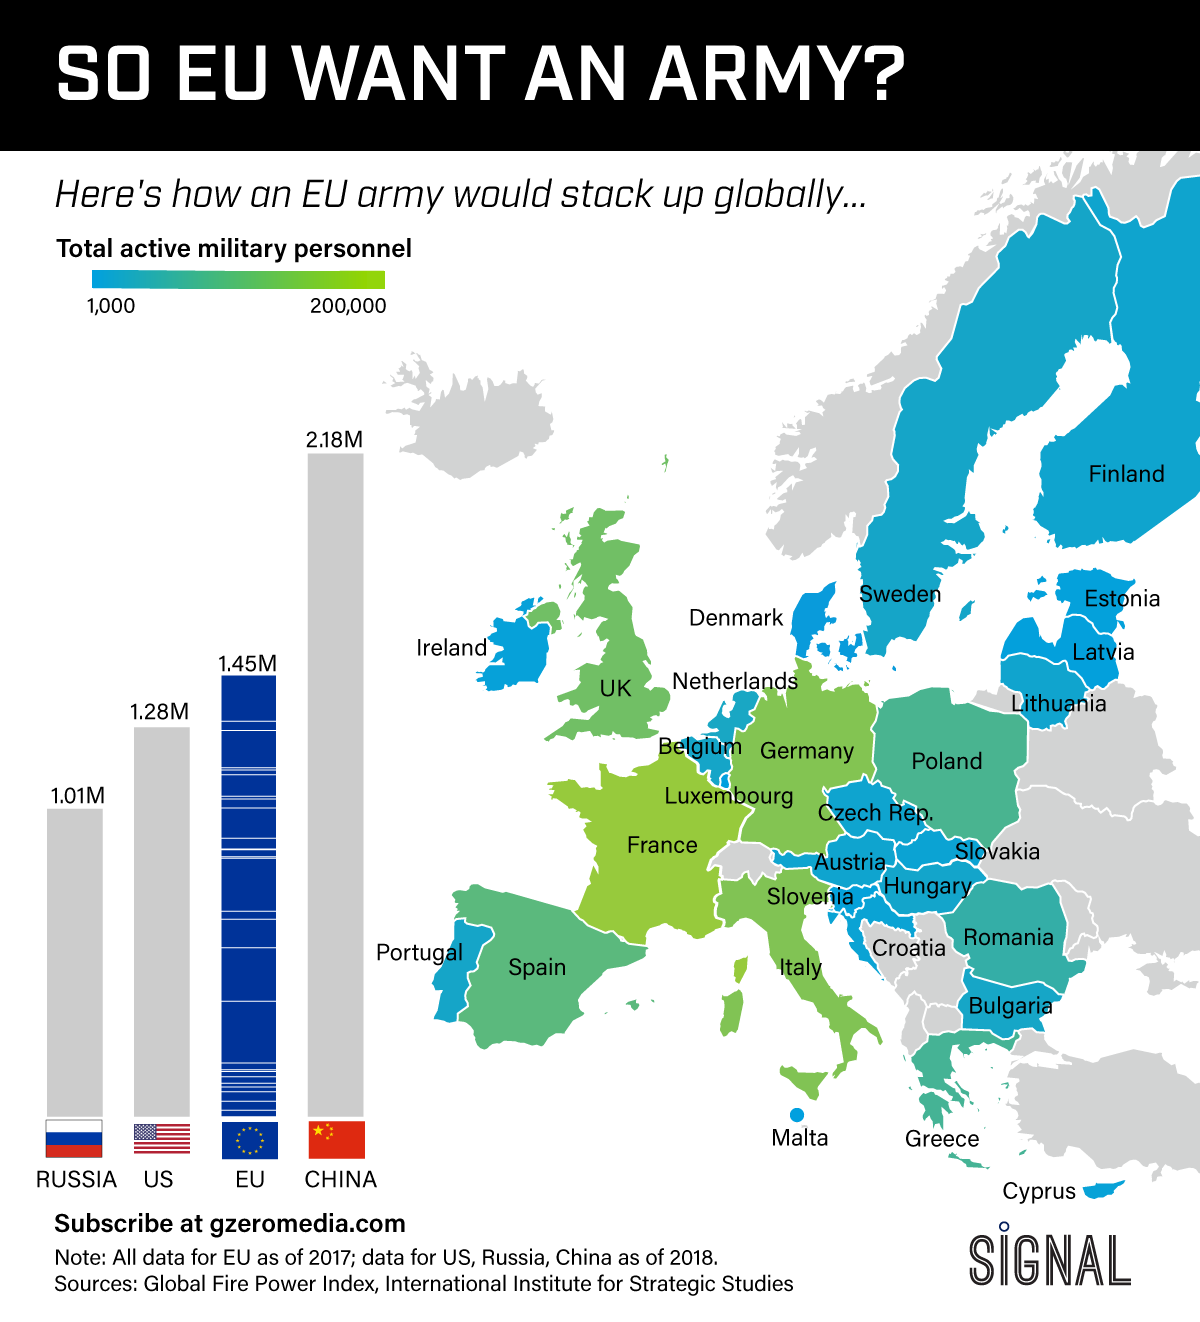 SO EU WANT AN ARMY?
Here's how an EU army would stack up globally...
Total active military personnel
1,000
200,000
2.18M
1.45M
1.28M
1.01M
RUSSIA
US
EU
CHINA
Finland
Sweden
Estonia
Denmark
Ireland
Latvia
Netherlands
UK
Lithuania
Belgium
Germany
Poland
Luxembourg
Czech Rep.
France
Slovakia
Austria
Hungary
Slovenia
Romania
Croatia
Portugal
Spain
Italy
Bulgaria
Malta
Greece
Cyprus
Subscribe at gzeromedia.com
Note: All data for EU as of 2017; data for US, Russia, China as of 2018.
Sources: Global Fire Power Index, International Institute for Strategic Studies
SIGNAL